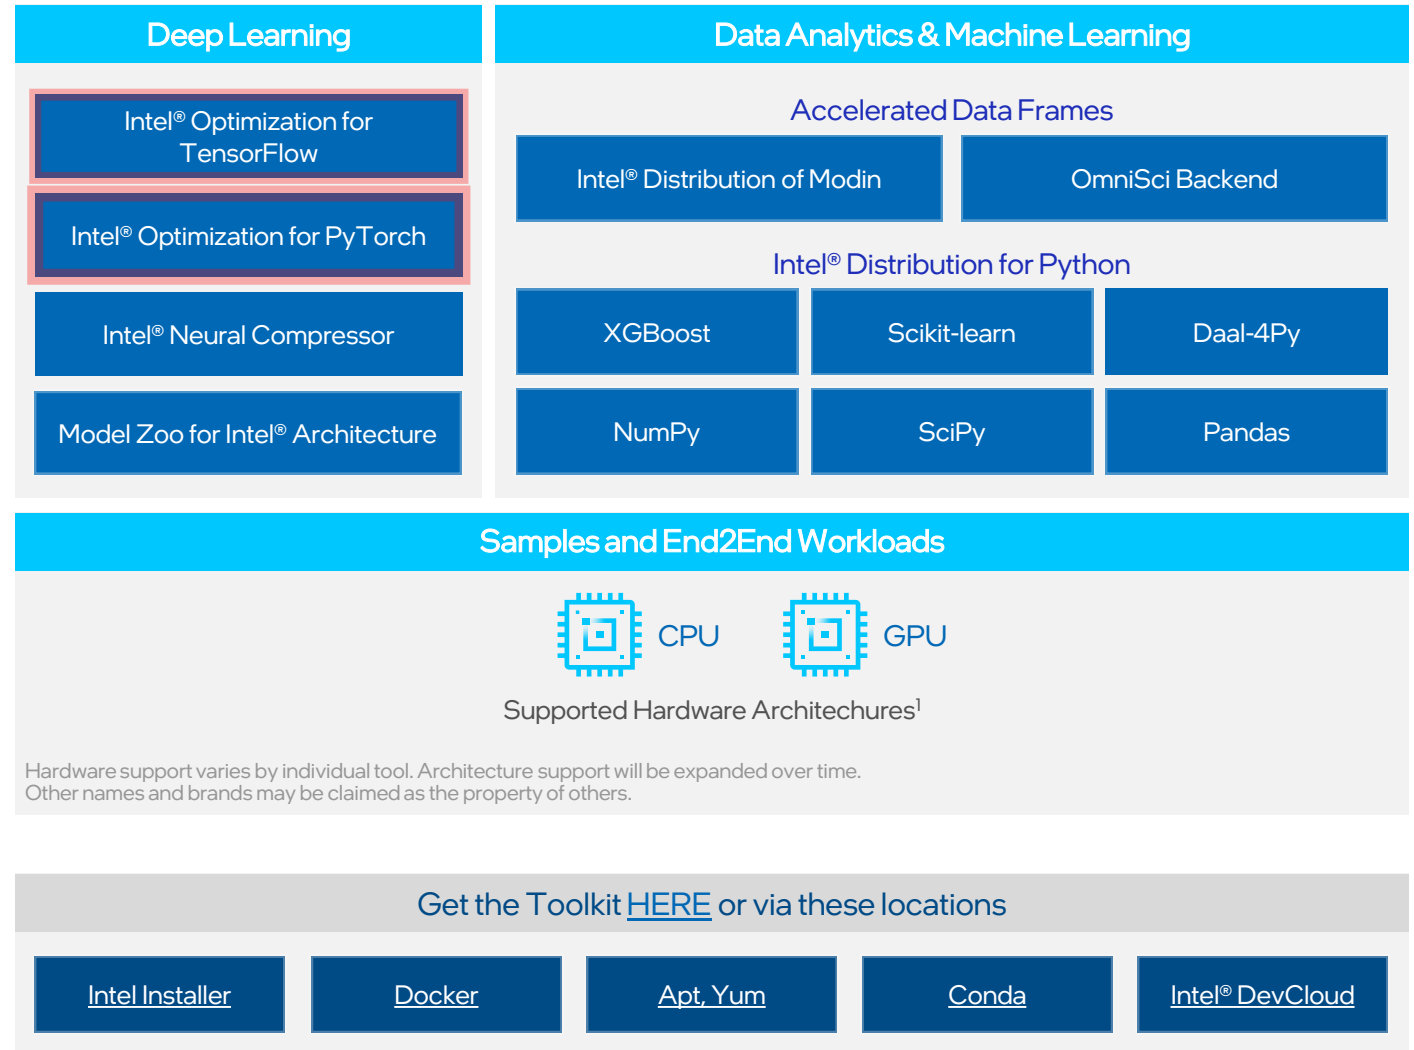 Deep Learning
Intel® Optimization for
TensorFlow
Intel® Optimization for PyTorch
Intel® Neural Compressor
Model Zoo for Intel® Architecture
Data Analytics & Machine Learning
Accelerated Data Frames
Intel® Distribution of Modin
OmniSci Backend
Intel® Distribution for Python
XGBoost
Scikit-learn
Daal-4Py
NumPy
SciPy
Pandas
Samples and End2End Workloads
CPU
GPU
Supported Hardware Architechures¹
Hardware support varies by individual tool. Architecture support will be expanded over time.
Other names and brands may be claimed as the property of others.
Get the Toolkit HERE or via these locations
Intel Installer
Docker
Apt, Yum
Conda
Intel® DevCloud